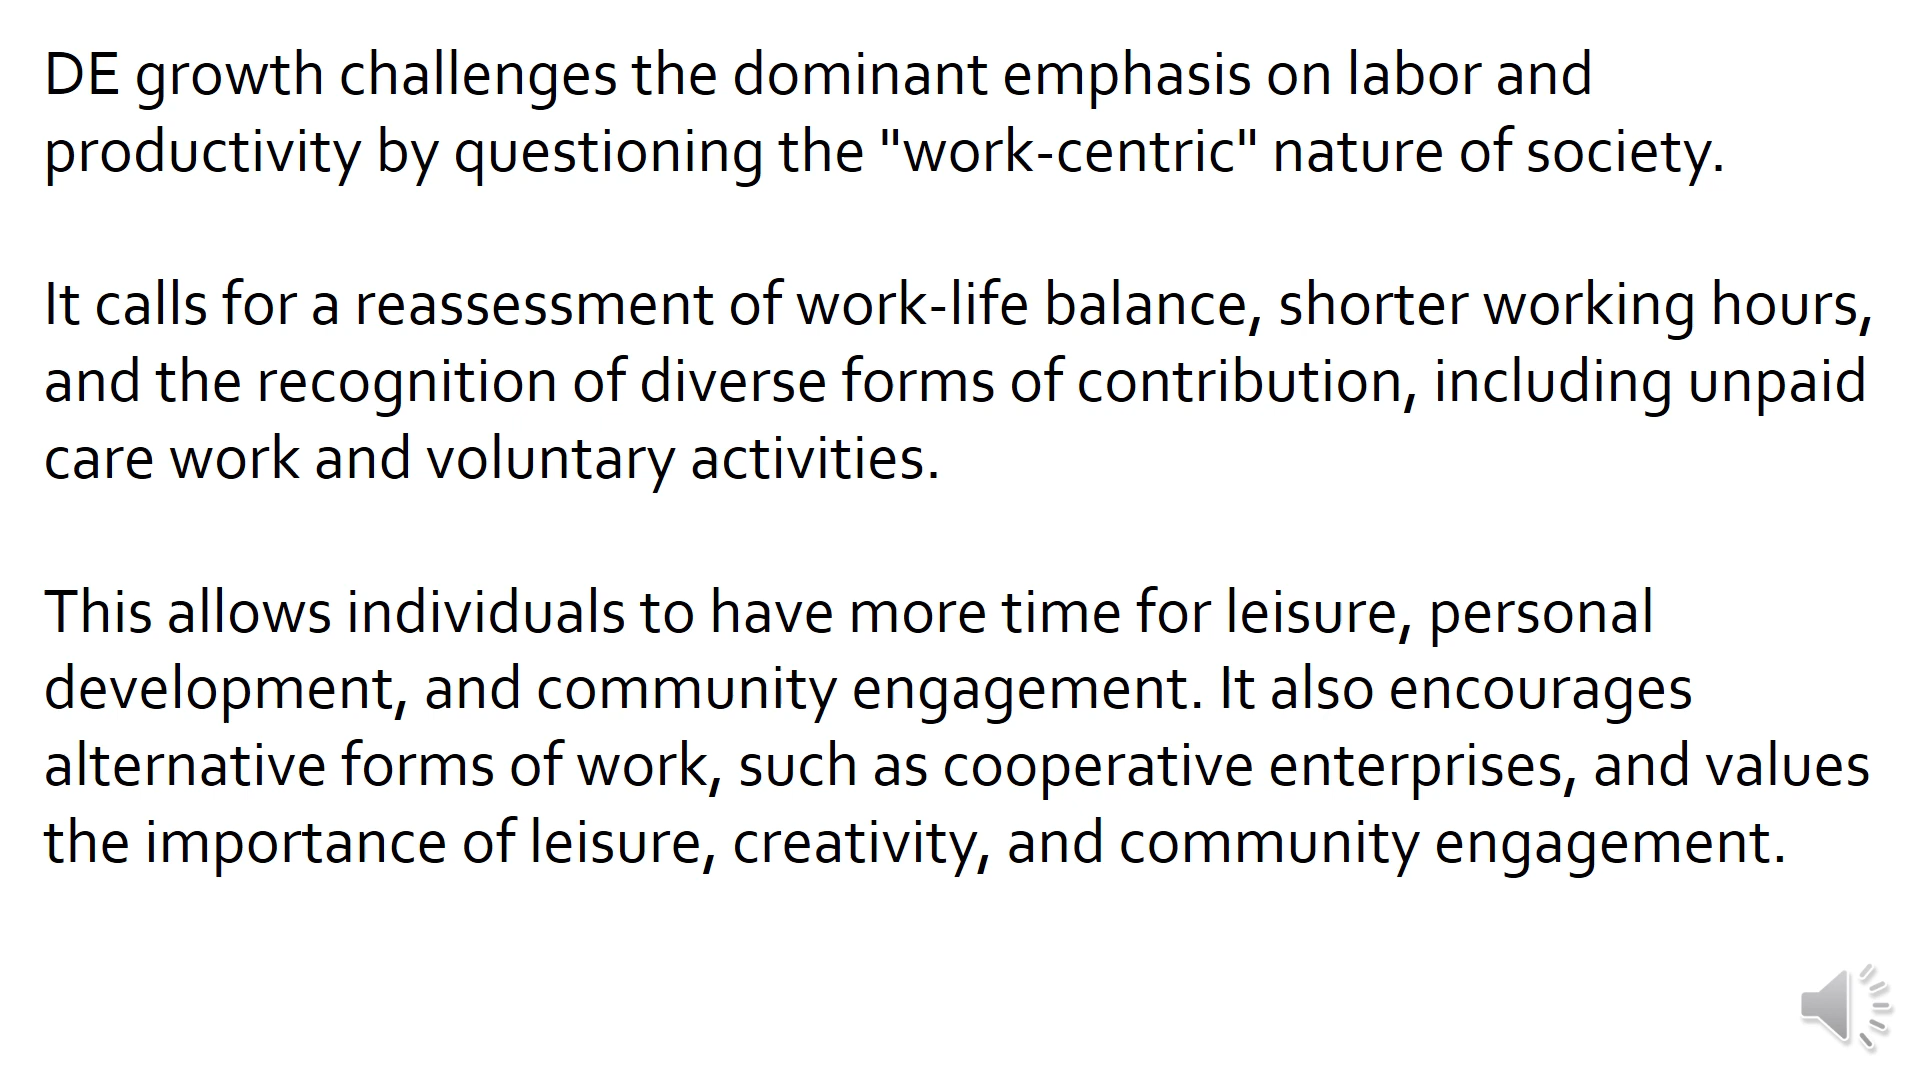 DE growth challenges the dominant emphasis on labor and
productivity by questioning the "work-centric" nature of society.
It calls for a reassessment of work-life balance, shorter working hours,
and the recognition of diverse forms of contribution, including unpaid
care work and voluntary activities.
This allows individuals to have more time for leisure, personal
development, and community engagement. It also encourages
alternative forms of work, such as cooperative enterprises, and values
the importance of leisure, creativity, and community engagement.